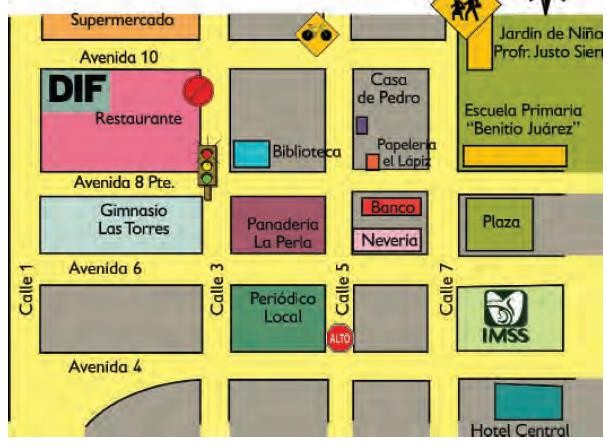 Supermercado
Jardin de Niño
Profr. Justo Sier
Avenida 10
DIF
Restaurante
Casa
de Pedro
Escuela Primaria
"Benitio Juárez"
Biblioteca
Papelería
el Lápiz
Avenida 8 Pte.
Gimnasio
Las Torres
Panadería
La Perla
Banco
Nevería
Plaza
Calle 1
Avenida 6
Calle 3
Calle 5
Calle 7
Periódico
Local
ALTO
IMSS
Avenida 4
Hotel Central